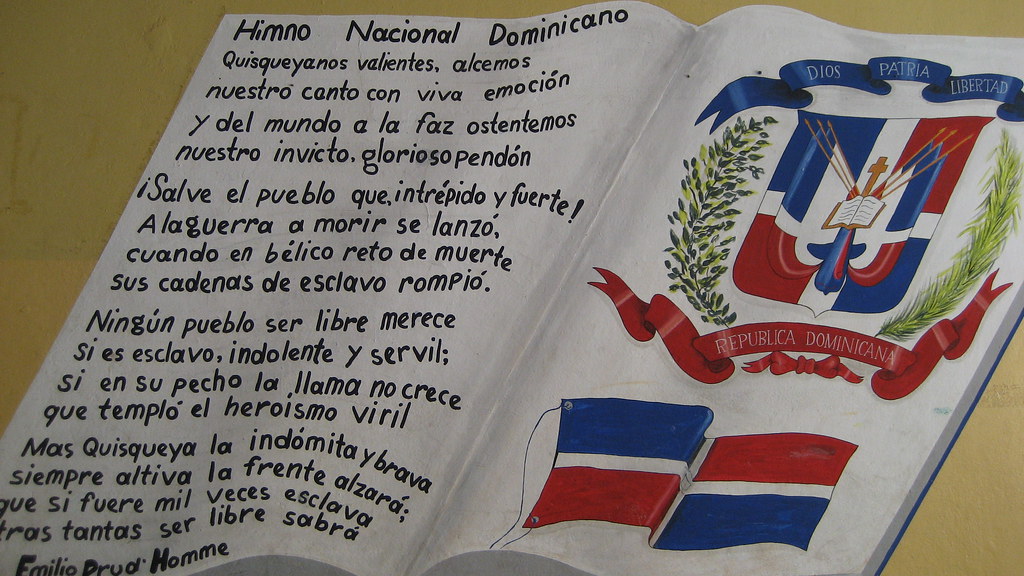 Himno Nacional Dominicano
Quisqueyanos valientes, alcemos
nuestro canto con viva emoción
y del mundo a la faz ostentemos
nuestro invicto. glorioso pendón
¡Salve el pueblo que, intrépido y fuerte!
A la guerra a morir se lanzó,
cuando en bélico reto de muerte
sus cadenas de esclavo rompió.
Ningún pueblo ser libre merece
si es esclavo, indolente y servil;
si en su pecho la llama no crece
que templó el heroísmo viril
Mas Quisqueya la indómita y brava
siempre altiva la frente alzará;
que si fuere mil veces esclava
tras tantas ser libre sabrá
Emilio Prud' Homme
DIOS PATRIA LIBERTAD
REPUBLICA DOMINICANA